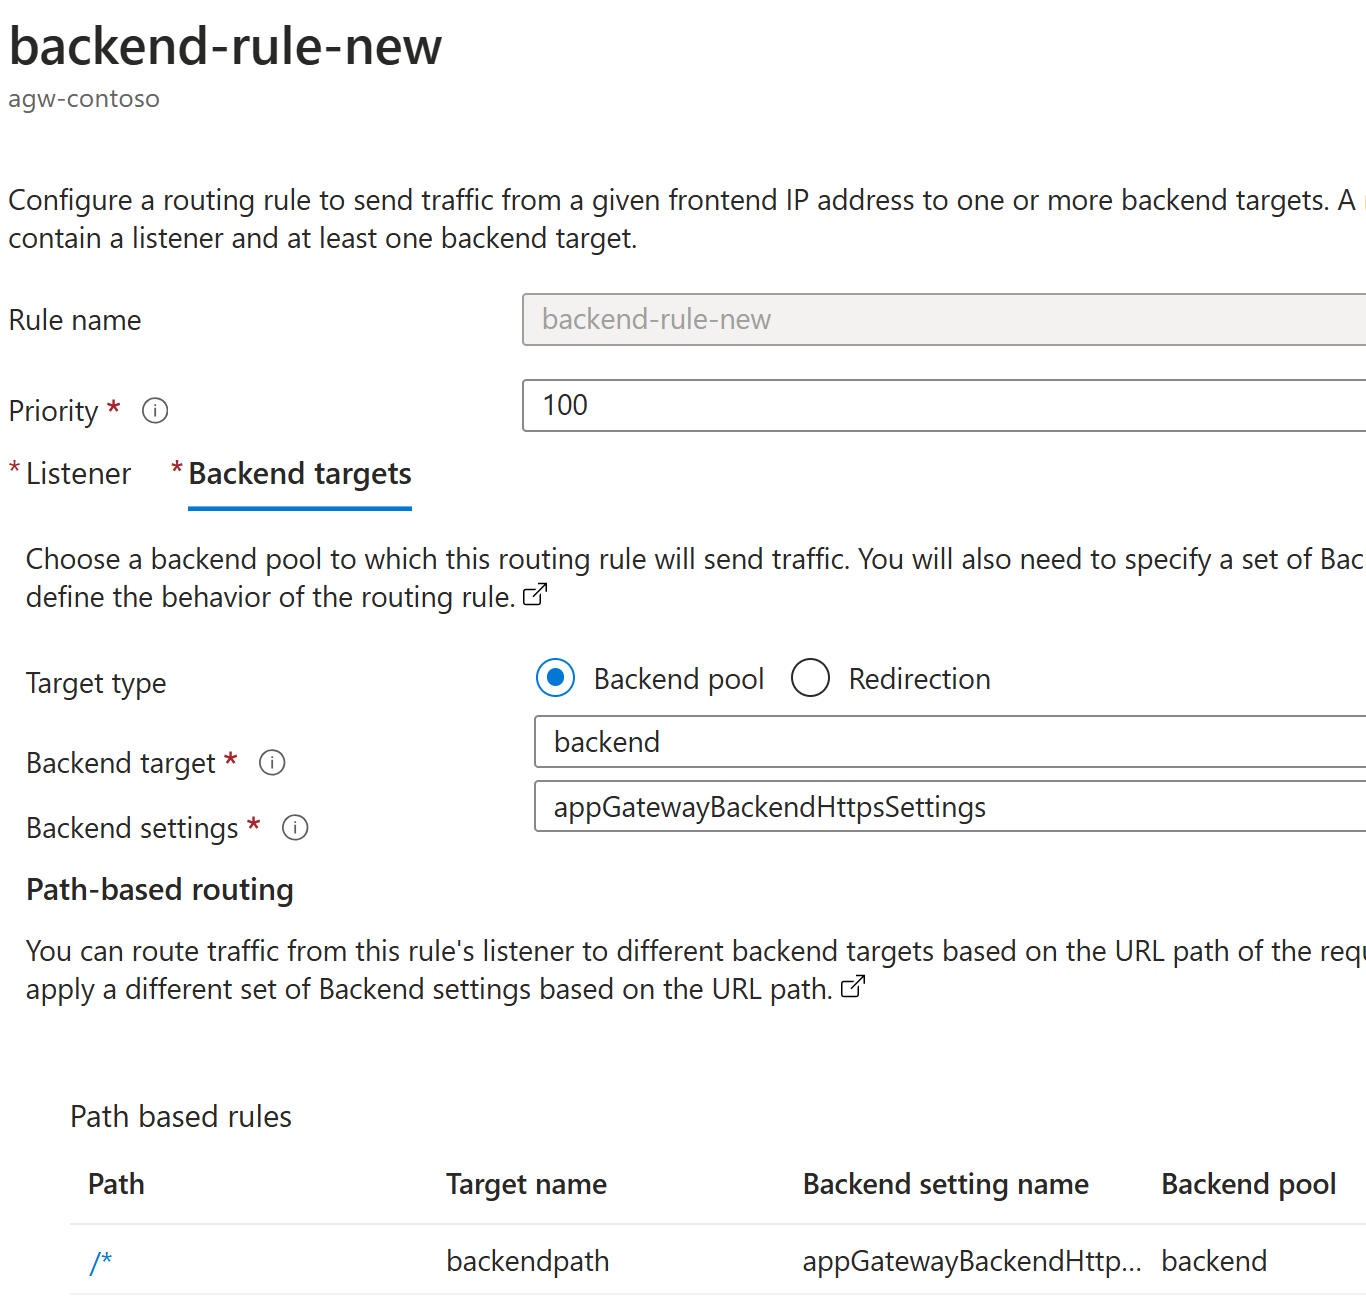 backend-rule-new
agw-contoso
Configure a routing rule to send traffic from a given frontend IP address to one or more backend targets. A
contain a listener and at least one backend target.
Rule name
backend-rule-new
Priority *
100
* Listener * Backend targets
Choose a backend pool to which this routing rule will send traffic. You will also need to specify a set of Bac
define the behavior of the routing rule.
Target type
Backend pool Redirection
Backend target *
backend
Backend settings *
appGatewayBackendHttpsSettings
Path-based routing
You can route traffic from this rule's listener to different backend targets based on the URL path of the requ
apply a different set of Backend settings based on the URL path.
Path based rules
Path Target name Backend setting name Backend pool
/* backendpath appGatewayBackendHttp... backend